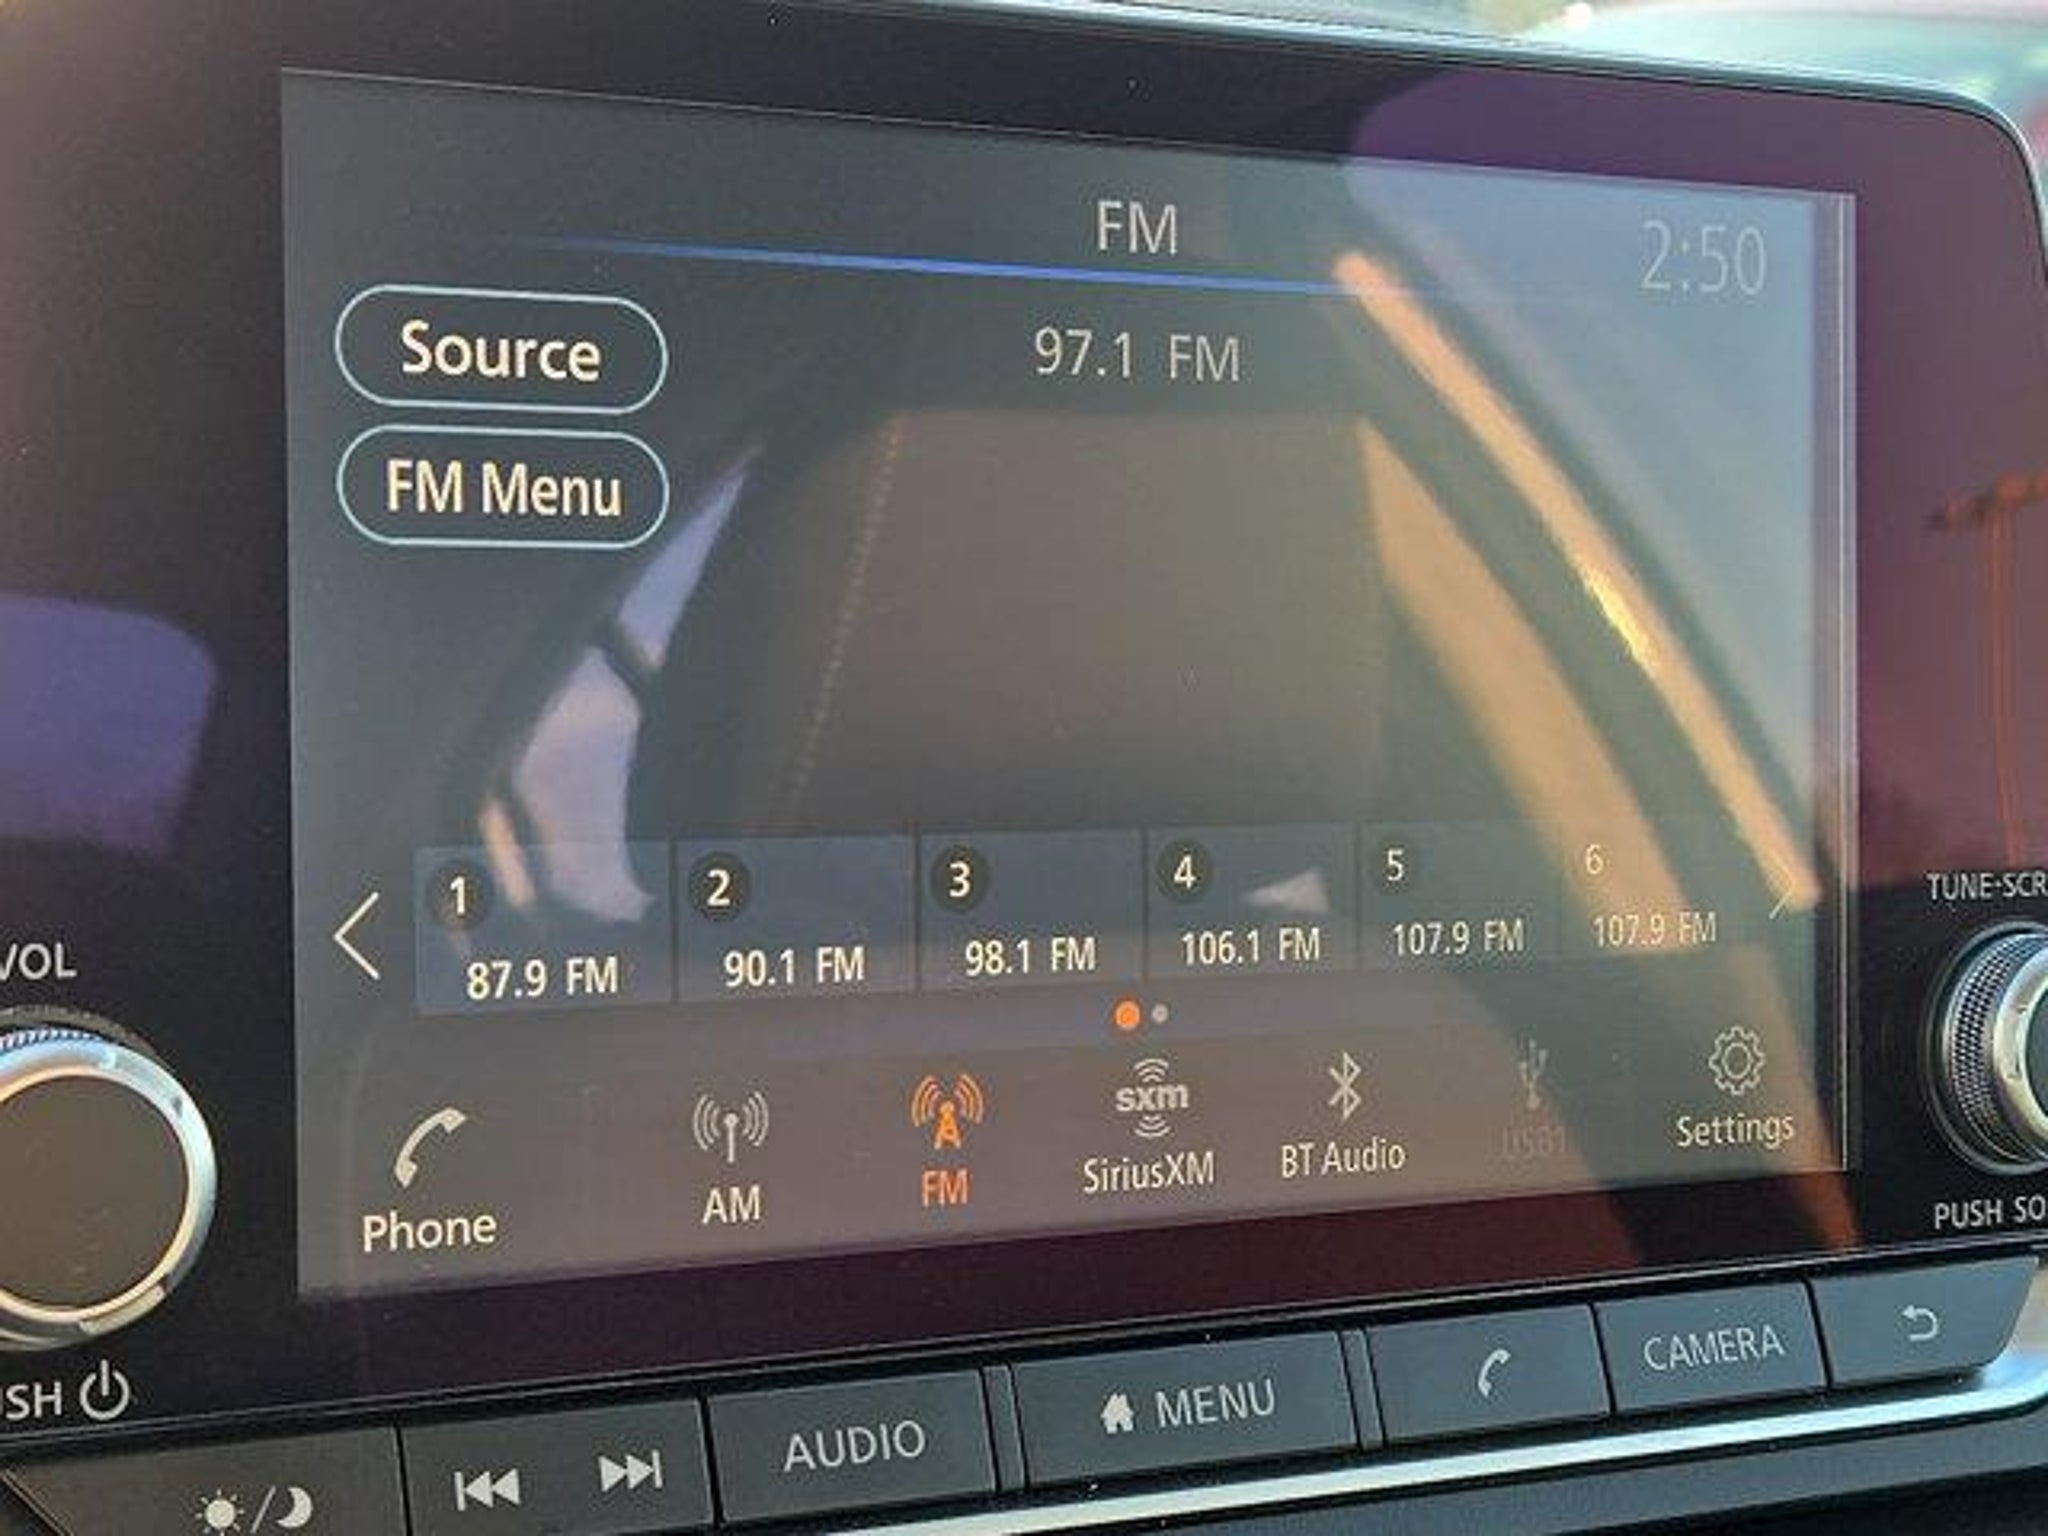 FM
2:50
Source
97.1 FM
FM Menu
1
2
3
4
5
6
87.9 FM
90.1 FM
98.1 FM
106.1 FM
107.9 FM
107.9 FM
VOL
TUNE·SCR
Phone
AM
FM
sxm
SiriusXM
BT Audio
USB1
Settings
PUSH SO
SH
AUDIO
MENU
CAMERA